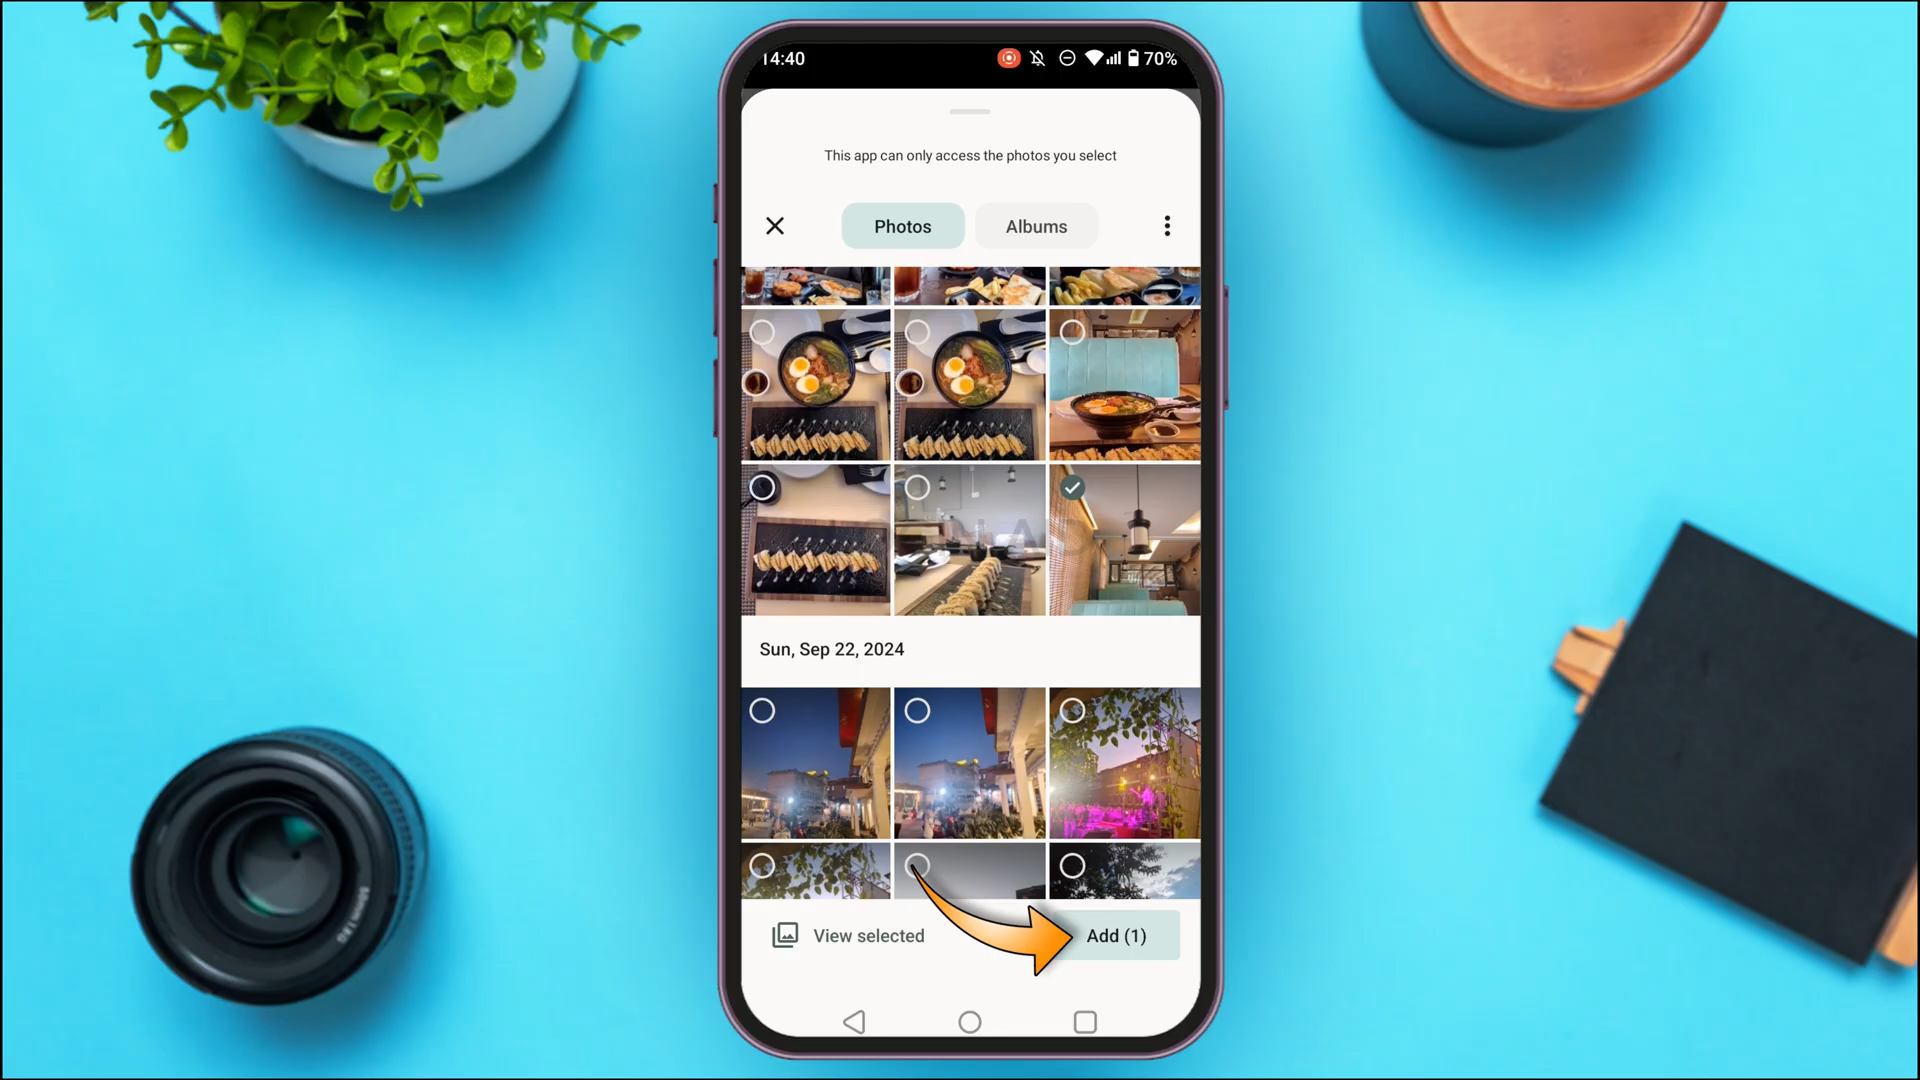 14:40
70%
This app can only access the photos you select
Photos
Albums
Sun, Sep 22, 2024
View selected
Add (1)